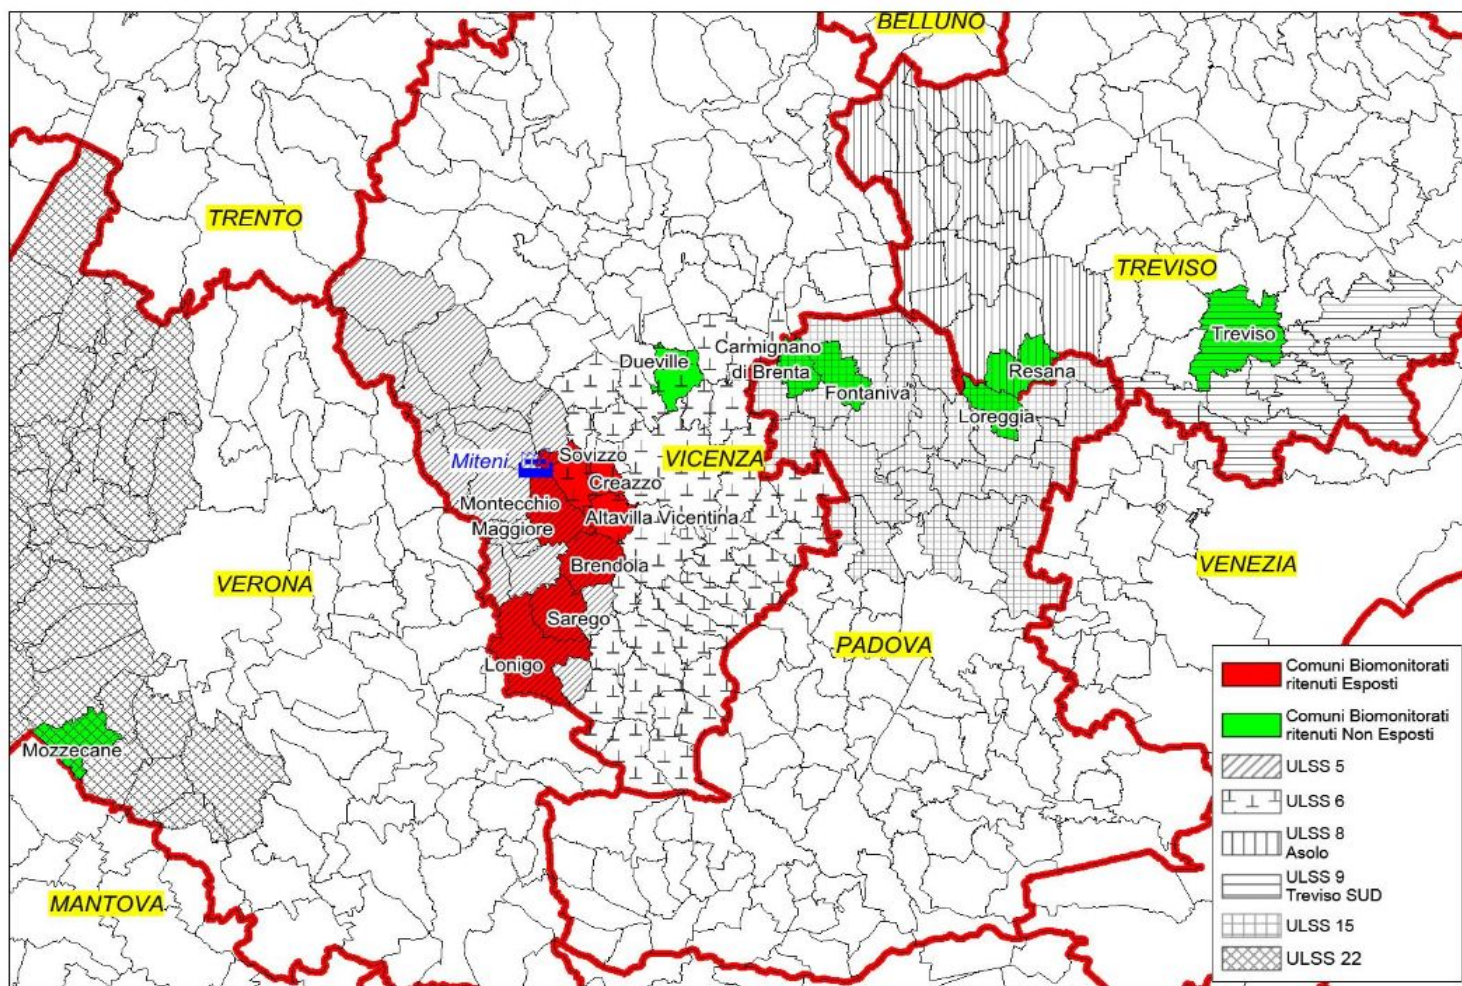 BELLUNO
TRENTO
TREVISO
Treviso
Dueville
Carmignano
di Brenta
Fontaniva
Resana
Loreggia
Miteni
Sovizzo
VICENZA
Creazzo
Montecchio
Maggiore
Altavilla Vicentina
Brendola
VERONA
VENEZIA
Sarego
PADOVA
Lonigo
Mozzecane
MANTOVA
Comuni Biomonitorati
ritenuti Esposti
Comuni Biomonitorati
ritenuti Non Esposti
ULSS 5
ULSS 6
ULSS 8
Asolo
ULSS 9
Treviso SUD
ULSS 15
ULSS 22